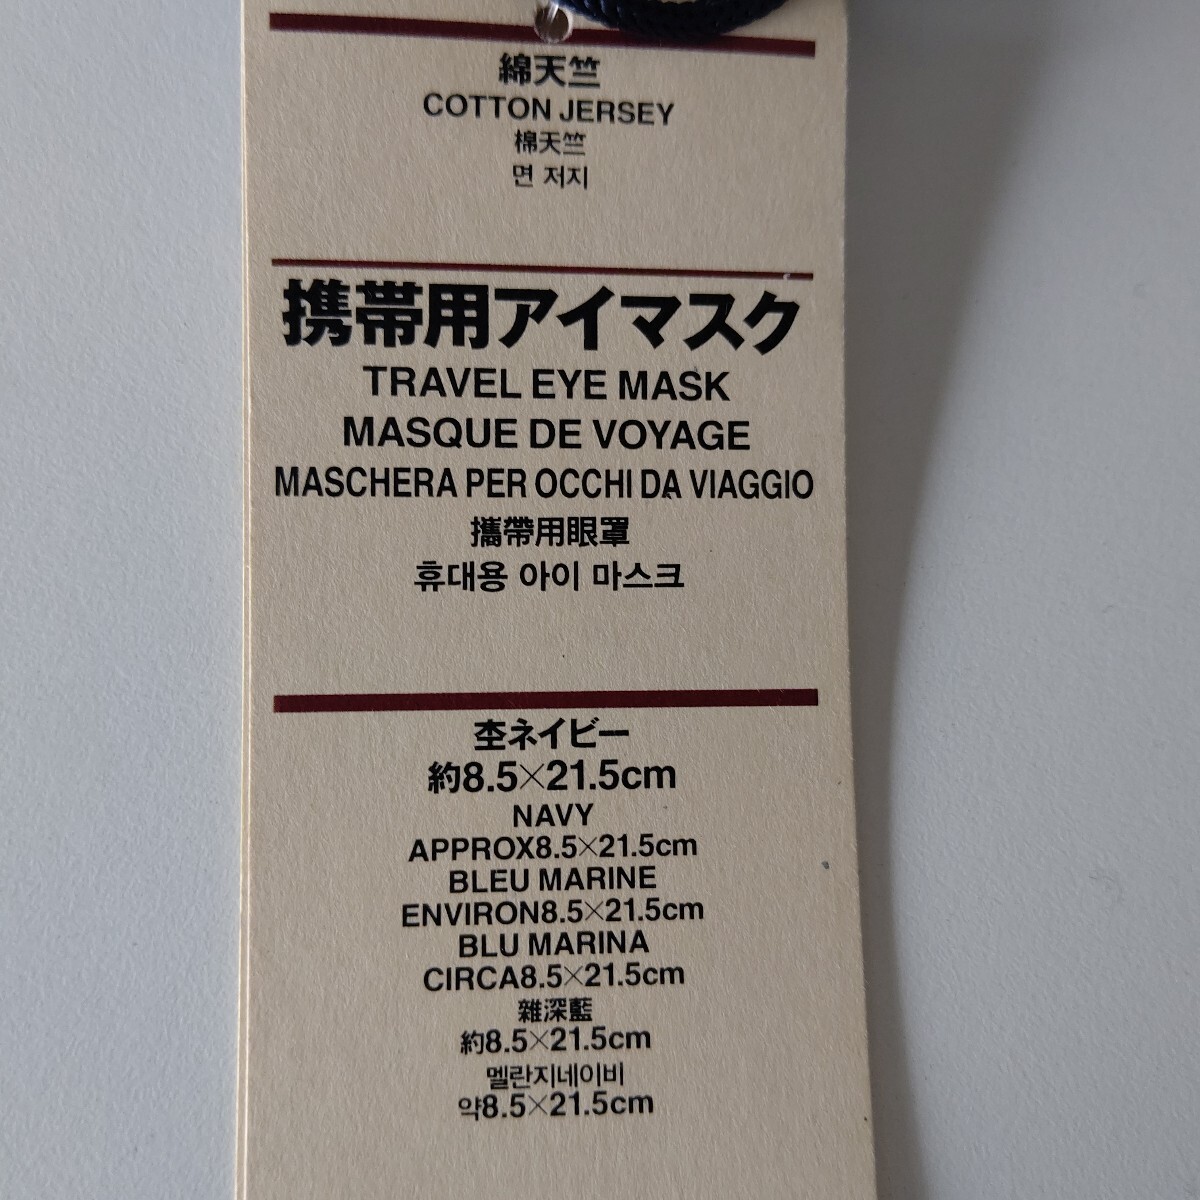 綿天竺
COTTON JERSEY
棉天竺
면 저지
携帯用アイマスク
TRAVEL EYE MASK
MASQUE DE VOYAGE
MASCHERA PER OCCHI DA VIAGGIO
攜帶用眼罩
휴대용 아이 마스크
杢ネイビー
約8.5×21.5cm
NAVY
APPROX8.5×21.5cm
BLEU MARINE
ENVIRON8.5×21.5cm
BLU MARINA
CIRCA8.5×21.5cm
雜深藍
約8.5×21.5cm
멜란지네이비
약8.5×21.5cm